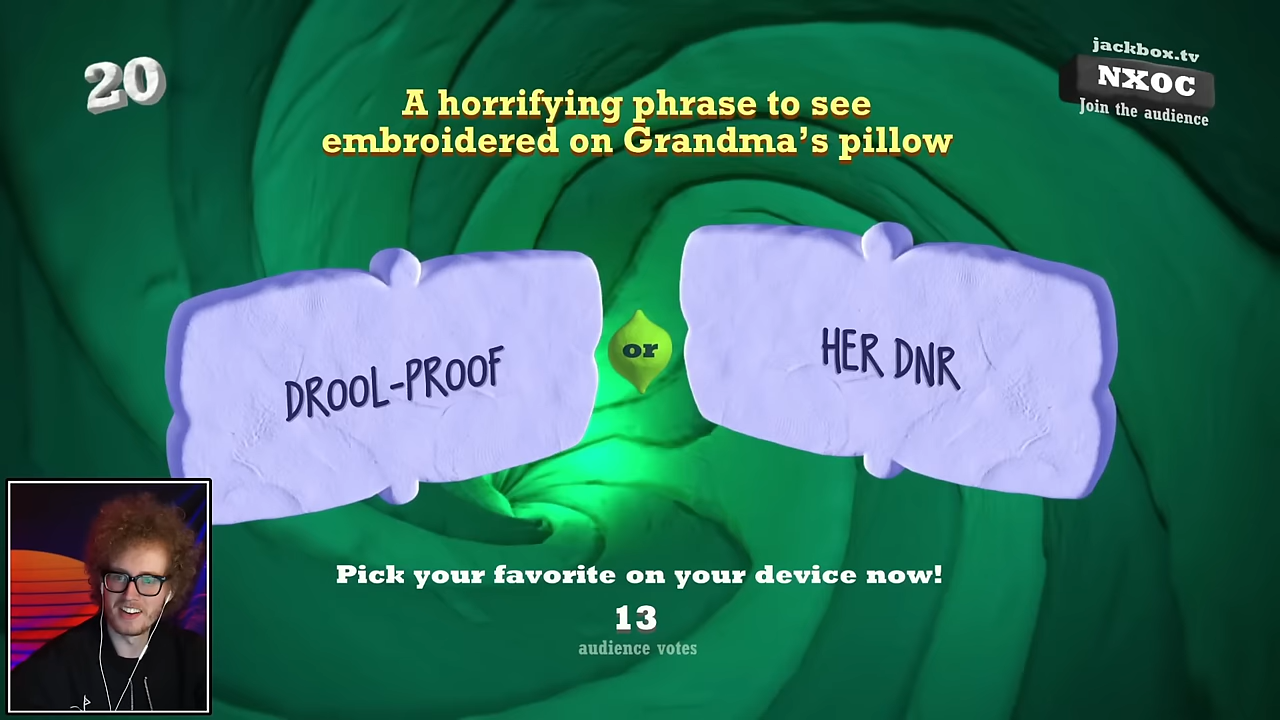 20
jackbox.tv
NXOC
Join the audience
A horrifying phrase to see
embroidered on Grandma's pillow
DROOL-PROOF
or
HER DNR
Pick your favorite on your device now!
13
audience votes